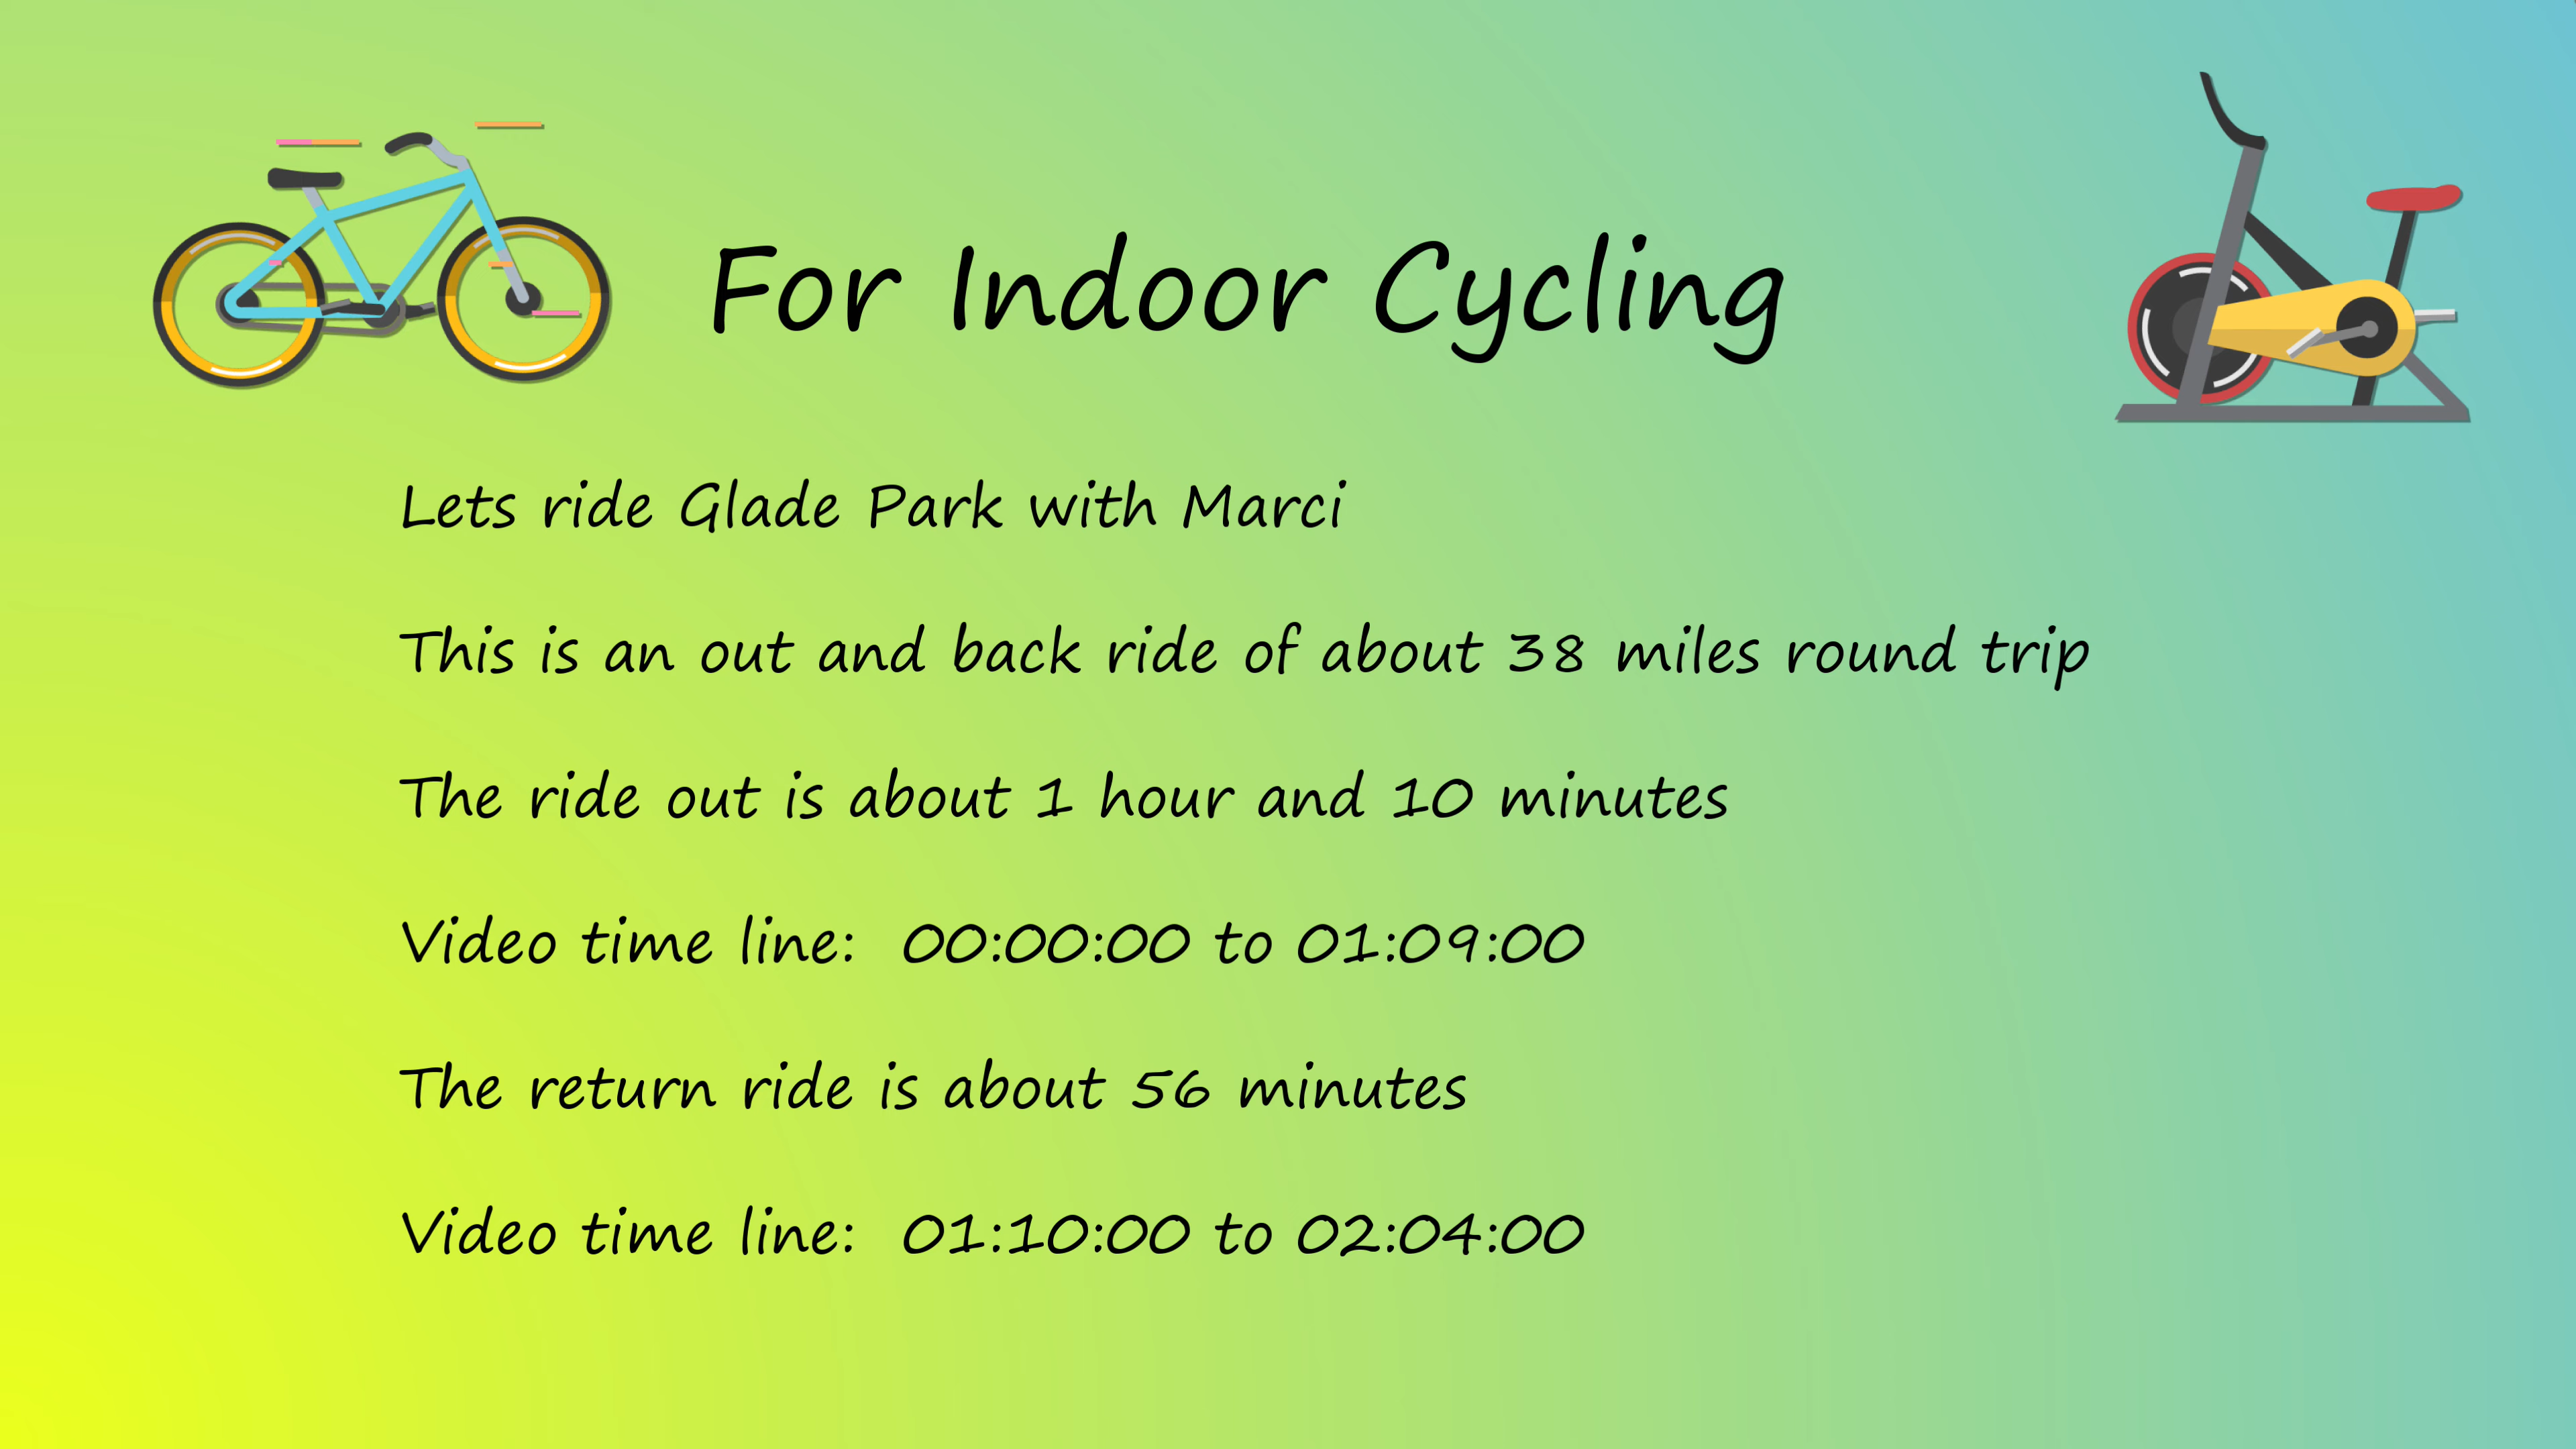 For Indoor Cycling
Lets ride Glade Park with Marci
This is an out and back ride of about 38 miles round trip
The ride out is about 1 hour and 10 minutes
Video time line:  00:00:00 to 01:09:00
The return ride is about 56 minutes
Video time line:  01:10:00 to 02:04:00